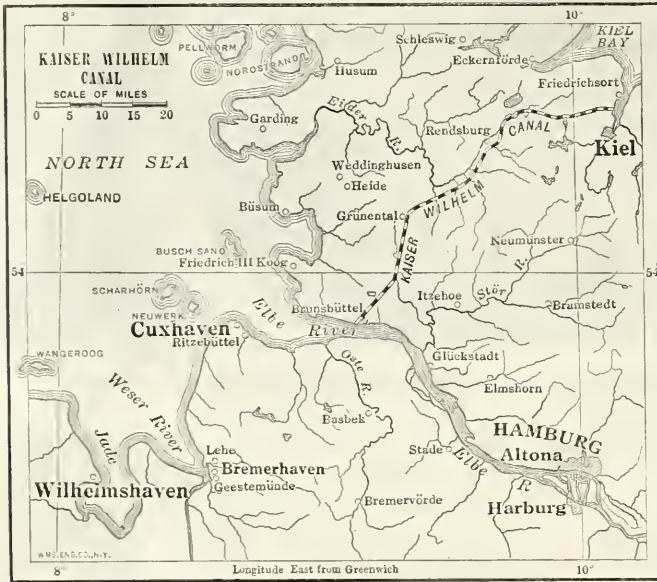 8°
10°
KAISER WILHELM
CANAL
SCALE OF MILES
0 5 10 15 20
PELLWORM
NORDSTRAND
Husum
Schleswig
Eckernförde
KIEL
BAY
Friedrichsort
Garding
Eider R.
Rendsburg
CANAL
Kiel
NORTH SEA
Weddinghusen
Heide
HELGOLAND
Büsum
Grünental
WILHELM
KAISER
Neumünster
BUSCH SAND
Friedrich III Koog
54
54
SCHARHÖRN
NEUWERK
Elbe
River
Brunsbüttel
Itzehoe
Stör R.
Bramstedt
Cuxhaven
Ritzebüttel
WANGEROOG
Oste R.
Glückstadt
Elmshorn
Weser River
Jade
Basbek
HAMBURG
Altona
Stade
Elbe
R
Lehe
Bremerhaven
Geestemünde
Wilhelmshaven
Bremervörde
Harburg
WMS. ENG. CO., N.Y.
8°
Longitude East from Greenwich
10°